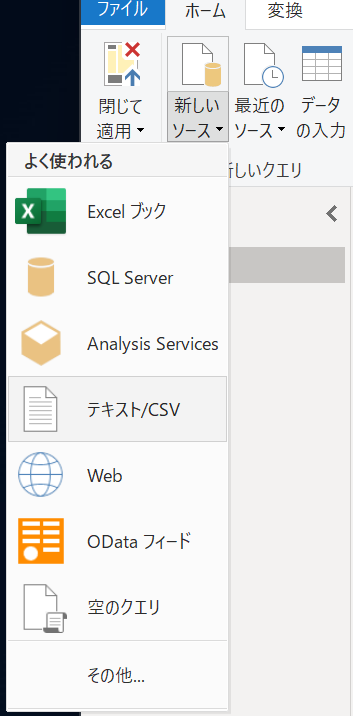 ファイル
ホーム
変換
閉じて
適用
新しい
ソース
最近の
ソース
データ
の入力
しいクエリ
よく使われる
Excel ブック
SQL Server
Analysis Services
テキスト/CSV
Web
OData フィード
空のクエリ
その他...